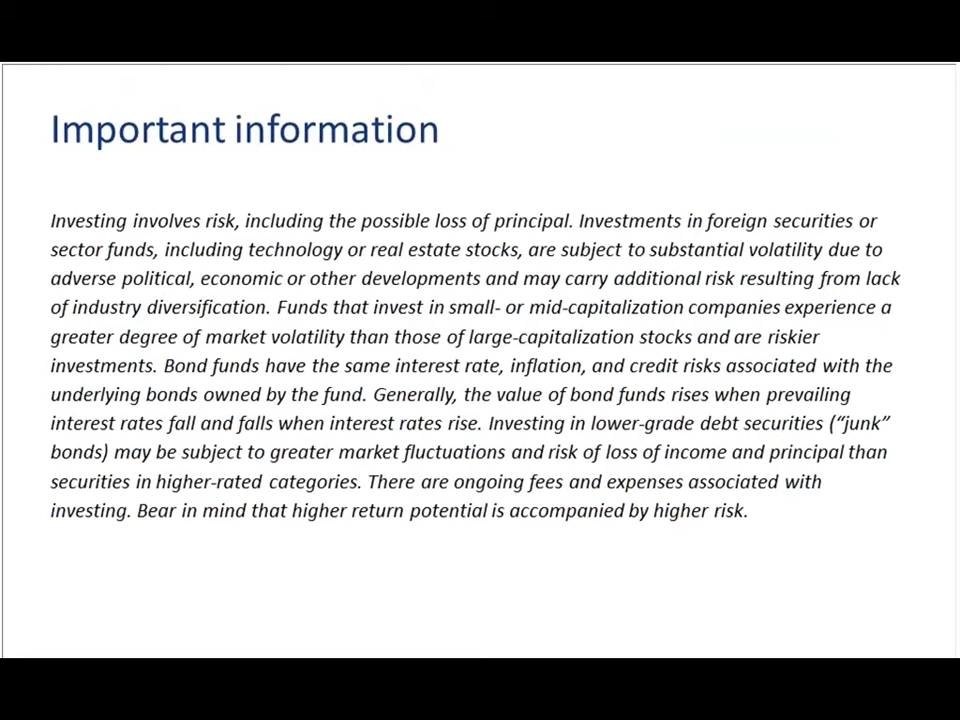 Important information
Investing involves risk, including the possible loss of principal. Investments in foreign securities or
sector funds, including technology or real estate stocks, are subject to substantial volatility due to
adverse political, economic or other developments and may carry additional risk resulting from lack
of industry diversification. Funds that invest in small- or mid-capitalization companies experience a
greater degree of market volatility than those of large-capitalization stocks and are riskier
investments. Bond funds have the same interest rate, inflation, and credit risks associated with the
underlying bonds owned by the fund. Generally, the value of bond funds rises when prevailing
interest rates fall and falls when interest rates rise. Investing in lower-grade debt securities (“junk”
bonds) may be subject to greater market fluctuations and risk of loss of income and principal than
securities in higher-rated categories. There are ongoing fees and expenses associated with
investing. Bear in mind that higher return potential is accompanied by higher risk.